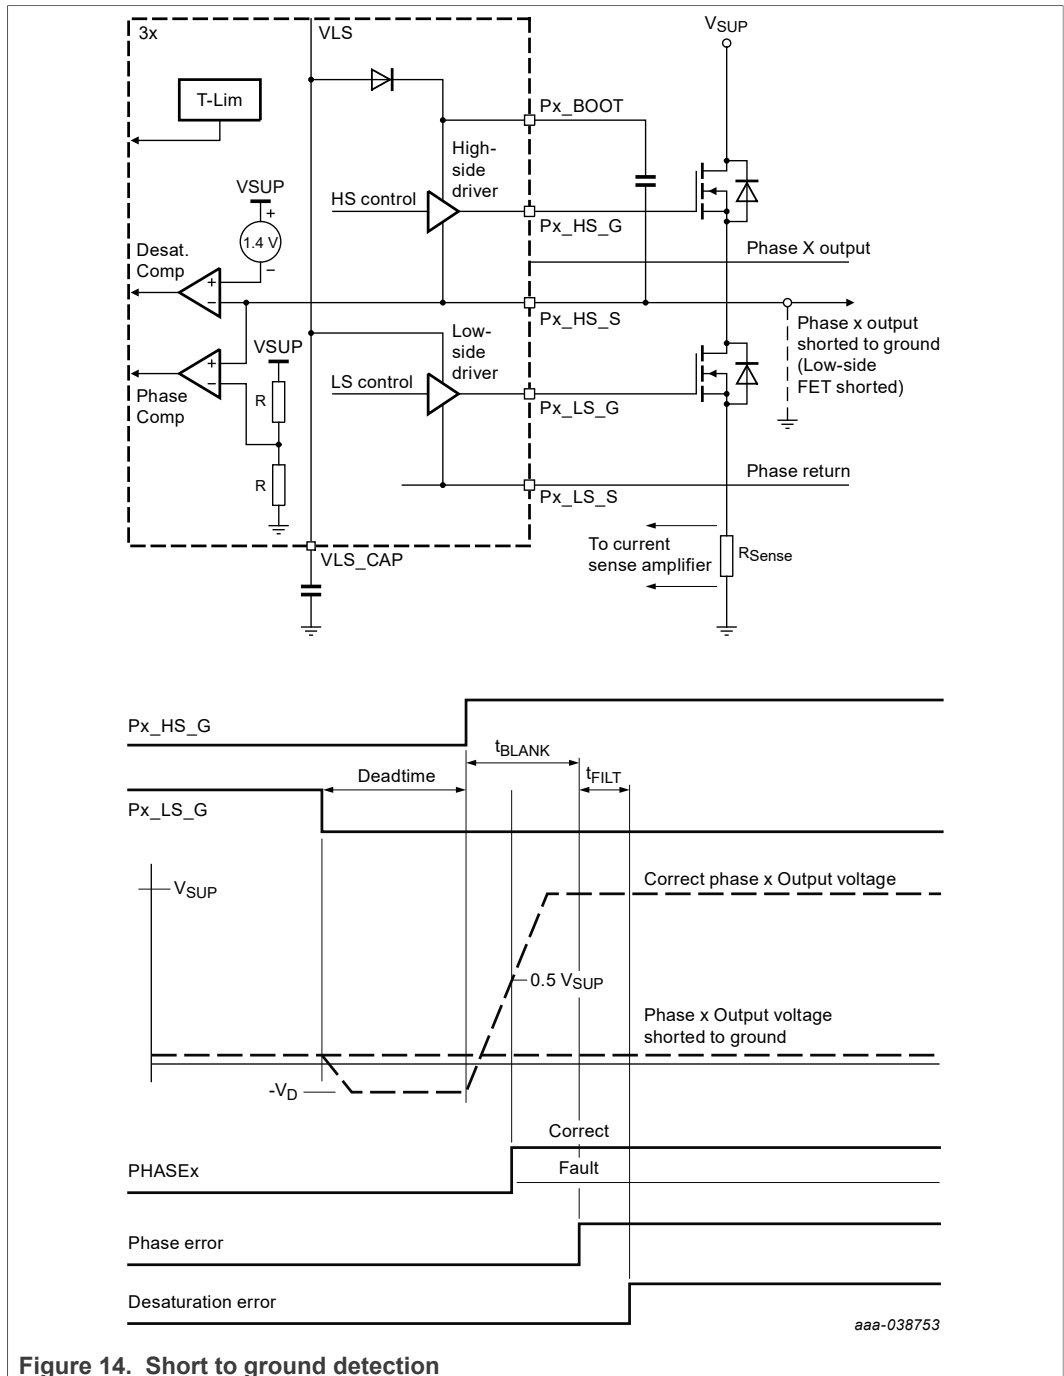 3x
VLS
VSUP
T-Lim
Px_BOOT
High-
side
driver
VSUP
HS control
+
1.4 V
−
Px_HS_G
Desat.
Comp
Phase X output
+
−
Px_HS_S
Phase x output
shorted to ground
(Low-side
FET shorted)
Low-
side
driver
VSUP
+
−
LS control
Phase
Comp
R
Px_LS_G
R
Phase return
Px_LS_S
To current
sense amplifier
RSense
VLS_CAP
Px_HS_G
tBLANK
Deadtime
tFILT
Px_LS_G
VSUP
Correct phase x Output voltage
0.5 VSUP
Phase x Output voltage
shorted to ground
-VD
Correct
PHASEx
Fault
Phase error
Desaturation error
aaa-038753
Figure 14. Short to ground detection